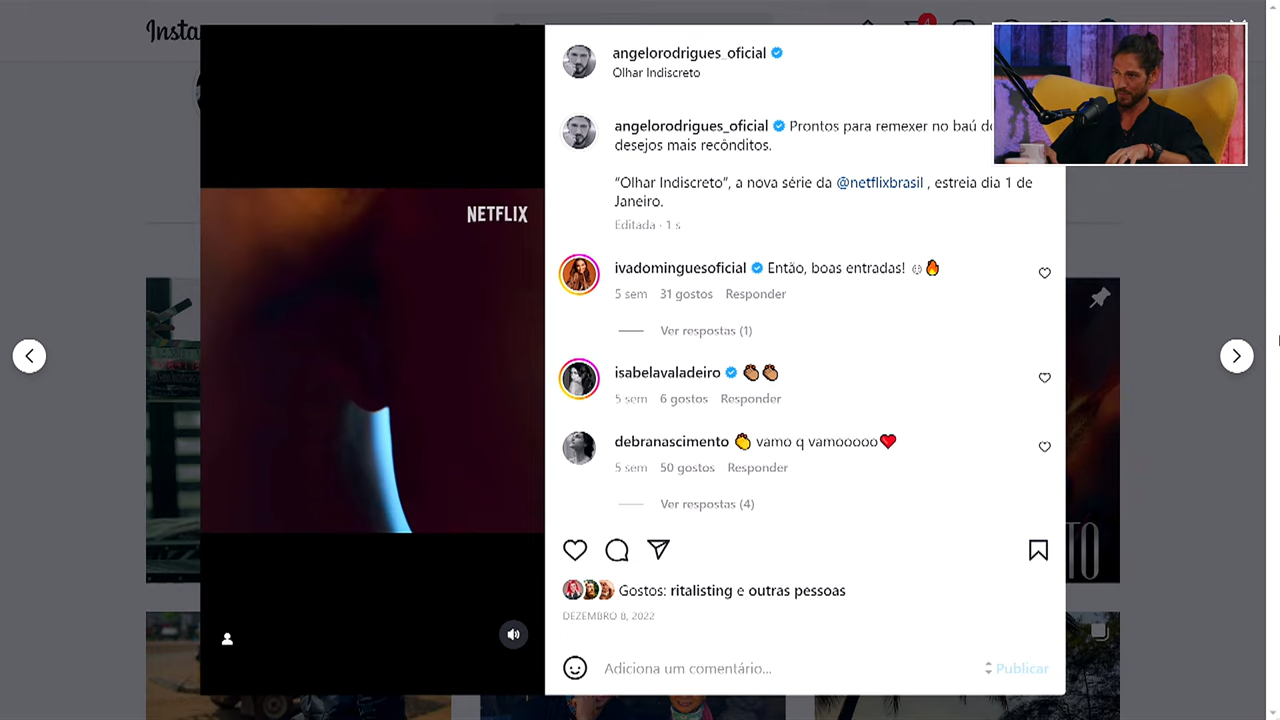 Insta
4
angelorodrigues_oficial
Olhar Indiscreto
angelorodrigues_oficial Prontos para remexer no baú
desejos mais recônditos.
“Olhar Indiscreto”, a nova série da @netflixbrasil , estreia dia 1 de
Janeiro.
Editada · 1 s
NETFLIX
ivadominguesoficial Então, boas entradas! 🔥
5 sem 31 gostos Responder
Ver respostas (1)
isabelavaladeiro 👏👏
5 sem 6 gostos Responder
debranascimento 👏 vamo q vamooooo❤️
5 sem 50 gostos Responder
Ver respostas (4)
Gostos: ritalisting e outras pessoas
DEZEMBRO 8, 2022
Adiciona um comentário... Publicar